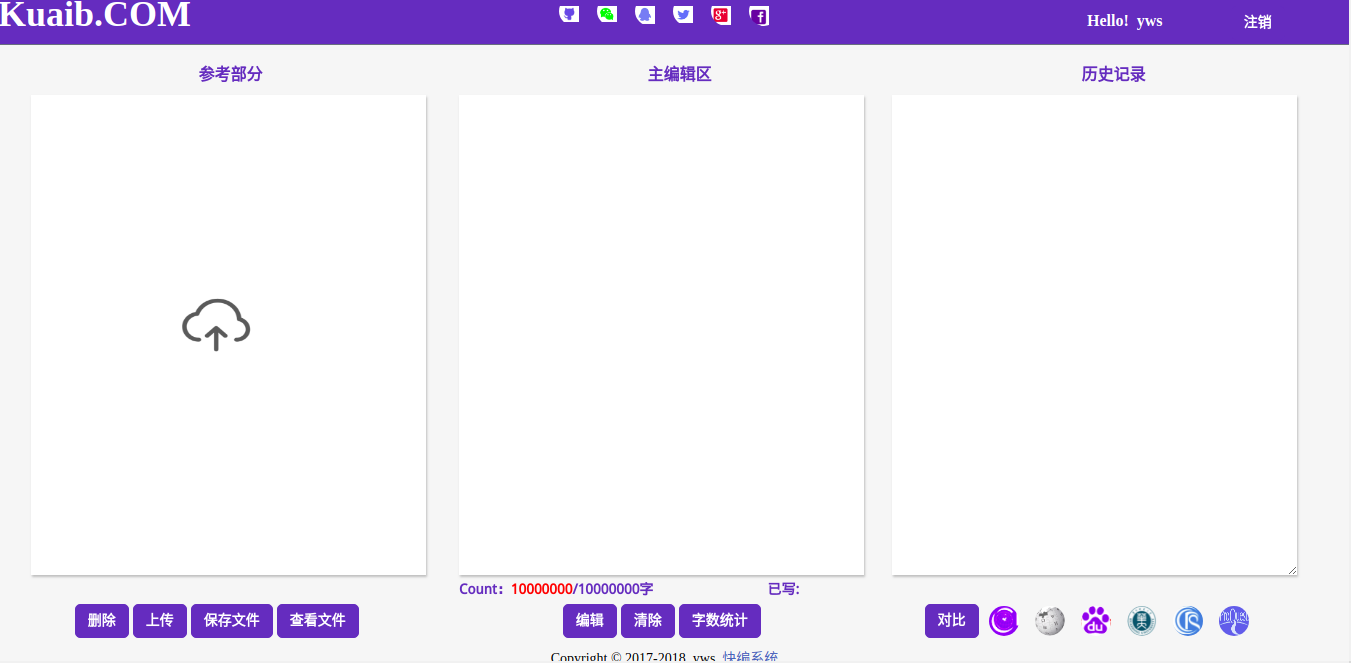 Kuaib.COM
Hello! yws 注销
参考部分 主编辑区 历史记录
Count: 10000000/10000000字 已写:
删除 上传 保存文件 查看文件 编辑 清除 字数统计 对比
Copyright © 2017-2018 yws 快编系统